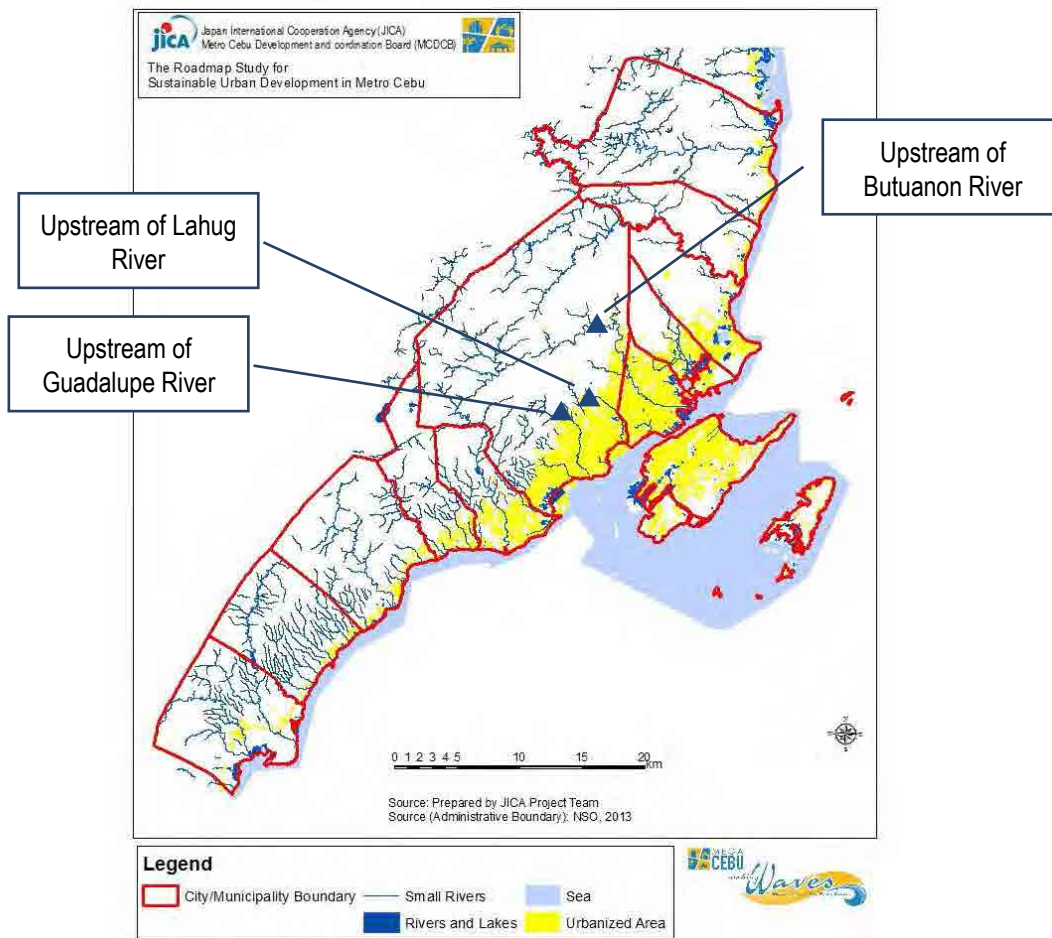 jICA
Japan International Cooperation Agency (JICA)
Metro Cebu Development and cordination Board (MCDCB)
The Roadmap Study for
Sustainable Urban Development in Metro Cebu
Upstream of
Butuanon River
Upstream of Lahug
River
Upstream of
Guadalupe River
0 1 2 3 4 5 10 15 20
km
Source: Prepared by JICA Project Team
Source (Administrative Boundary): NSO, 2013
Legend
City/Municipality Boundary
Small Rivers
Sea
Rivers and Lakes
Urbanized Area
MEGA
CEBU
making
Waves